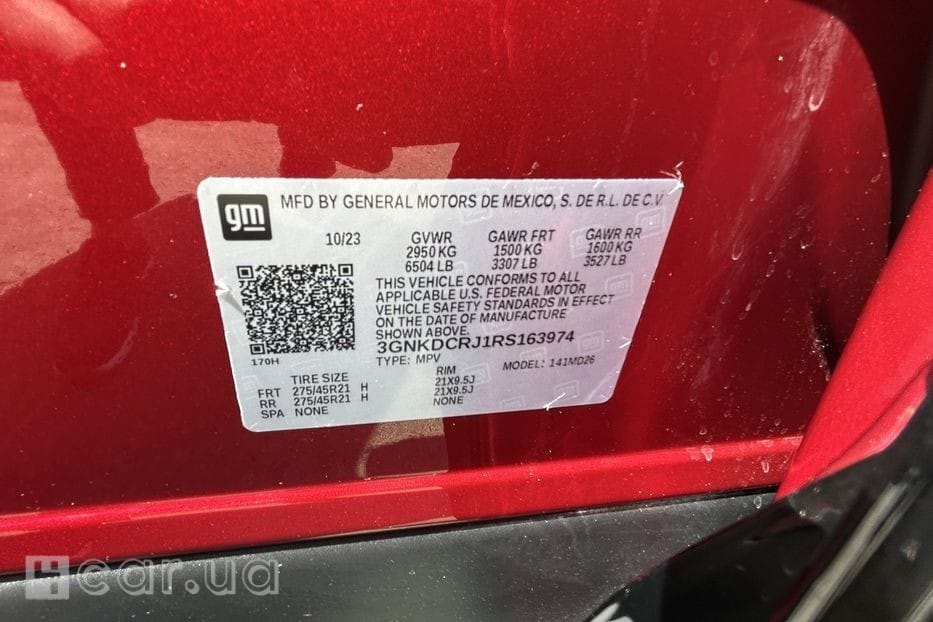 gm MFD BY GENERAL MOTORS DE MEXICO, S. DE R.L. DE C.V.
10/23 GVWR GAWR FRT GAWR RR
2950 KG 1500 KG 1600 KG
6504 LB 3307 LB 3527 LB
THIS VEHICLE CONFORMS TO ALL
APPLICABLE U.S. FEDERAL MOTOR
VEHICLE SAFETY STANDARDS IN EFFECT
ON THE DATE OF MANUFACTURE
SHOWN ABOVE.
3GNKDCRJ1RS163974
170H
TYPE: MPV MODEL: 141MD26
TIRE SIZE RIM
FRT 275/45R21 H 21X9.5J
RR 275/45R21 H 21X9.5J
SPA NONE NONE
car.ua